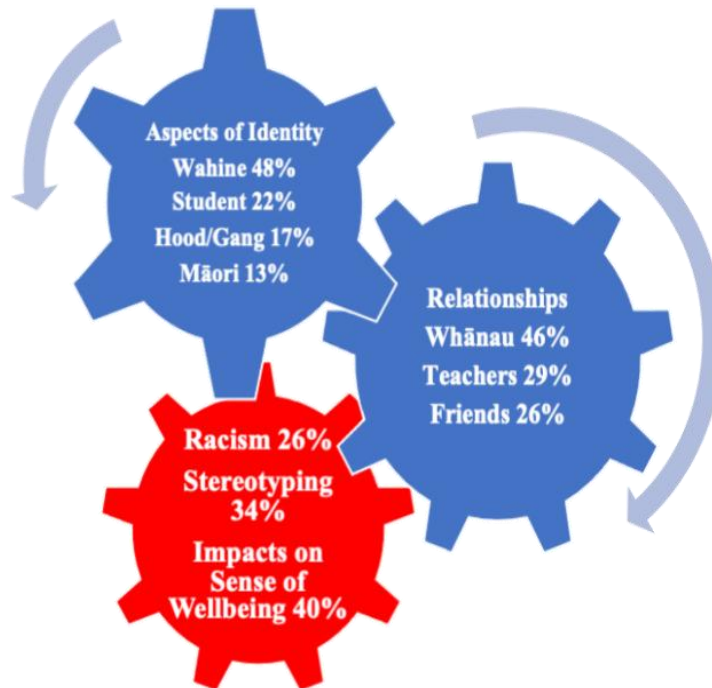 Aspects of Identity
Wahine 48%
Student 22%
Hood/Gang 17%
Māori 13%
Relationships
Whānau 46%
Teachers 29%
Friends 26%
Racism 26%
Stereotyping
34%
Impacts on
Sense of
Wellbeing 40%